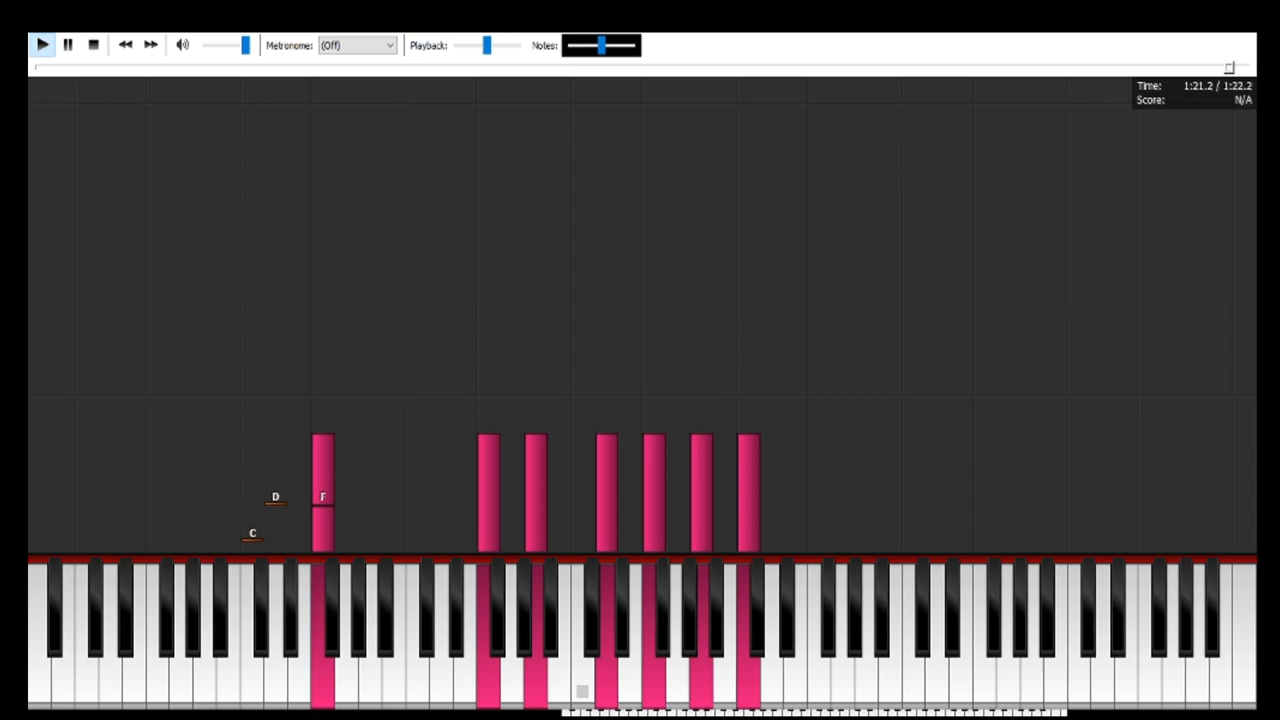 Metronome: (Off) Playback: Notes:
Time: 1:21.2 / 1:22.2
Score: N/A
D F
C